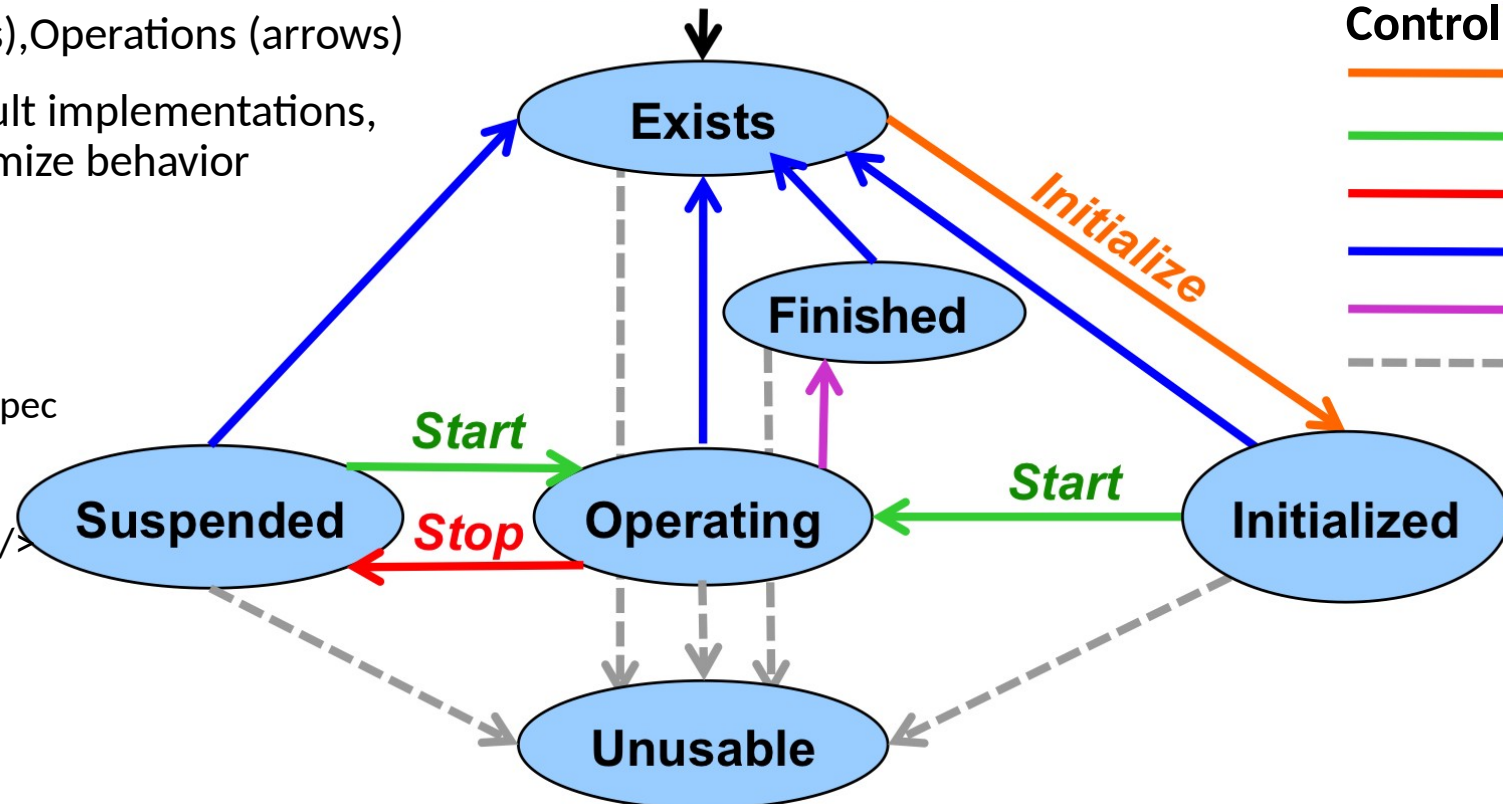 s),Operations (arrows)
ult implementations,
mize behavior
Control
Exists
Initialize
Finished
pec
Start
Start
Suspended
Stop
Operating
Initialized
/>
Unusable